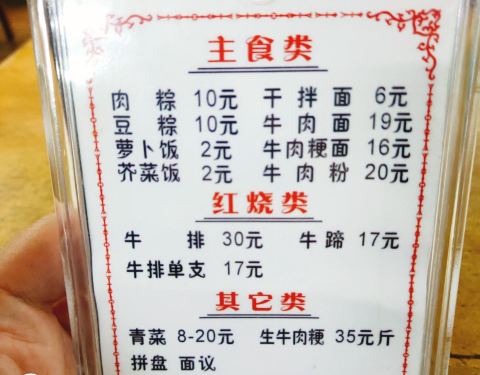 主食类
肉粽 10元 干拌面 6元
豆粽 10元 牛肉面 19元
萝卜饭 2元 牛肉粳面 16元
芥菜饭 2元 牛肉粉 20元
红烧类
牛排 30元 牛蹄 17元
牛排单支 17元
其它类
青菜 8-20元 生牛肉粳 35元斤
拼盘 面议